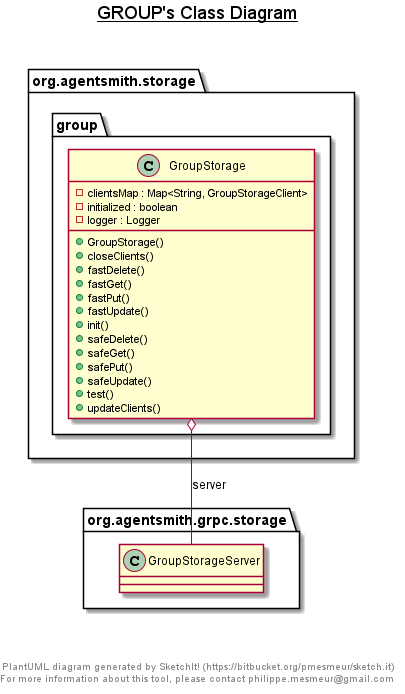 GROUP's Class Diagram
org.agentsmith.storage
group
C GroupStorage
clientsMap : Map<String, GroupStorageClient>
initialized : boolean
logger : Logger
GroupStorage()
closeClients()
fastDelete()
fastGet()
fastPut()
fastUpdate()
init()
safeDelete()
safeGet()
safePut()
safeUpdate()
test()
updateClients()
server
org.agentsmith.grpc.storage
C GroupStorageServer
PlantUML diagram generated by SketchIt! (https://bitbucket.org/pmesmeur/sketch.it)
For more information about this tool, please contact philippe.mesmeur@gmail.com